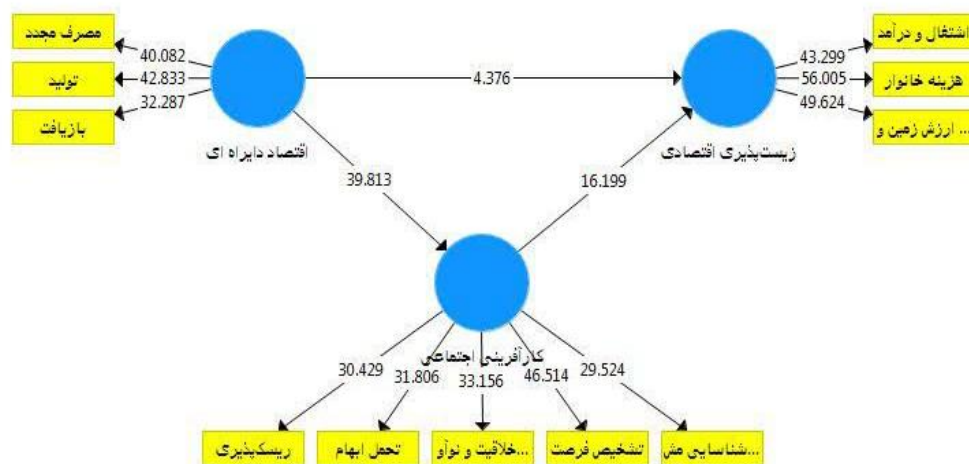 مصرف مجدد
تولید
بازیافت
40.082
42.833
32.287
اقتصاد دایراه ای
4.376
زیست‌پذیری اقتصادی
43.299
56.005
49.624
اشتغال و درآمد
هزینه خانوار
ارزش زمین و ...
39.813
16.199
کارآفرینی اجتماعی
30.429
31.806
33.156
46.514
29.524
ریسک‌پذیری
تحمل ابهام
خلاقیت و نوآو...
تشخیص فرصت
شناسایی مش...